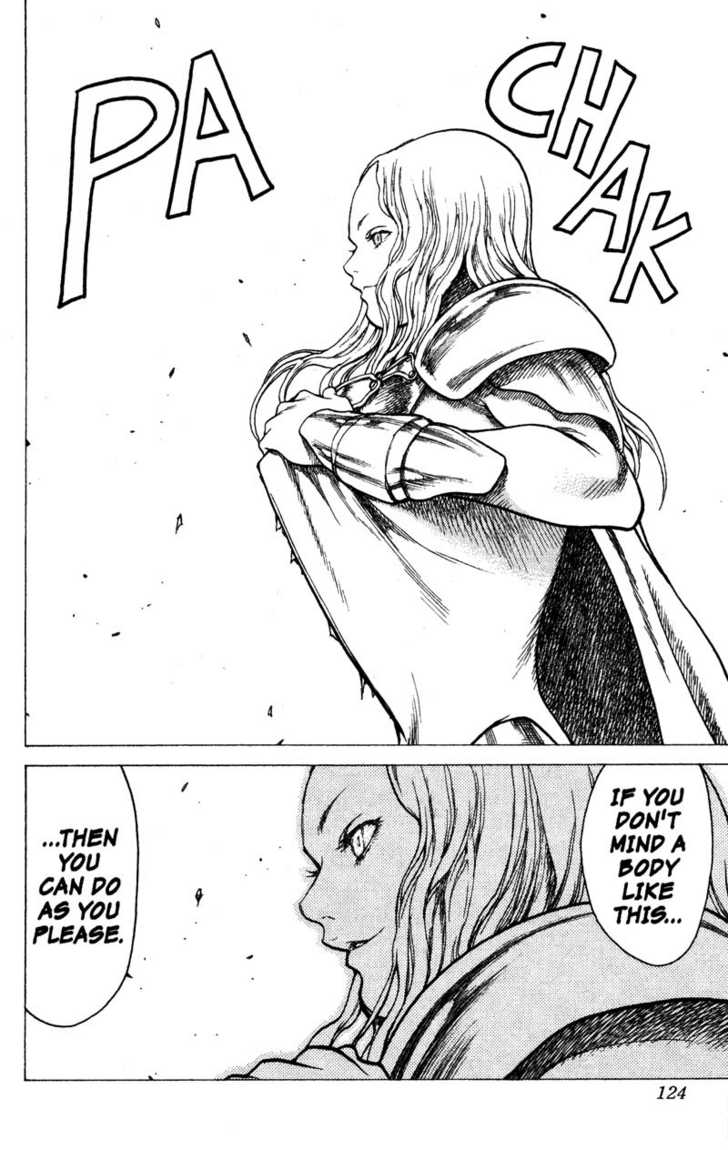 PA
CHAK
IF YOU
DON'T
MIND A
BODY
LIKE
THIS...
...THEN
YOU
CAN DO
AS YOU
PLEASE.
124